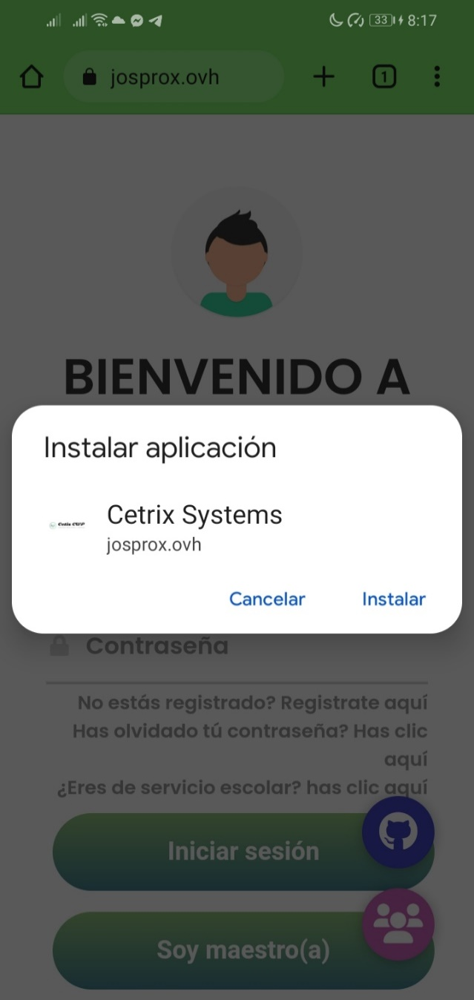 33
8:17
josprox.ovh
1
BIENVENIDO A
Instalar aplicación
Cetrix Systems
josprox.ovh
Cancelar
Instalar
Contraseña
No estás registrado? Registrate aquí
Has olvidado tú contraseña? Has clic
aquí
¿Eres de servicio escolar? has clic aquí
Iniciar sesión
Soy maestro(a)